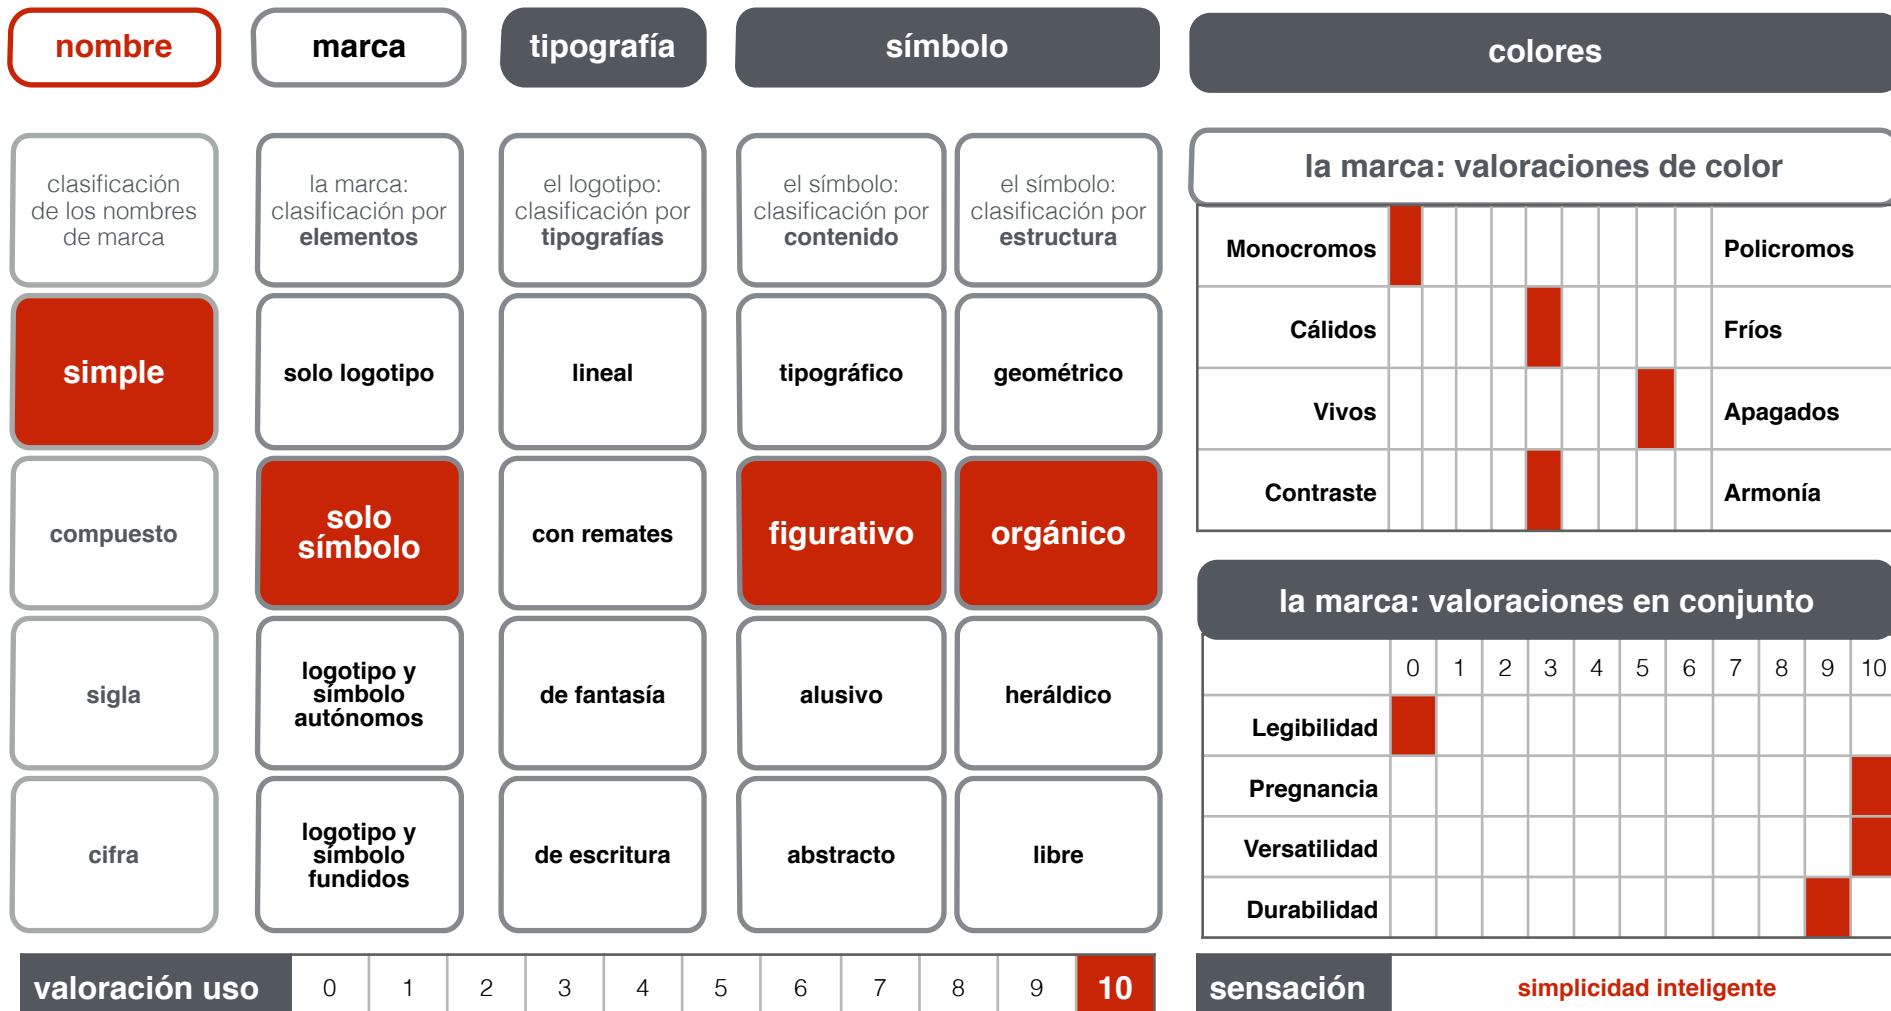 nombre
marca
tipografía
símbolo
colores
clasificación
de los nombres
de marca
la marca:
clasificación por
elementos
el logotipo:
clasificación por
tipografías
el símbolo:
clasificación por
contenido
el símbolo:
clasificación por
estructura
simple
solo logotipo
lineal
tipográfico
geométrico
compuesto
solo
símbolo
con remates
figurativo
orgánico
sigla
logotipo y
símbolo
autónomos
de fantasía
alusivo
heráldico
cifra
logotipo y
símbolo
fundidos
de escritura
abstracto
libre
valoración uso 0 1 2 3 4 5 6 7 8 9 10
la marca: valoraciones de color
Monocromos Policromos
Cálidos Fríos
Vivos Apagados
Contraste Armonía
la marca: valoraciones en conjunto
0 1 2 3 4 5 6 7 8 9 10
Legibilidad
Pregnancia
Versatilidad
Durabilidad
sensación simplicidad inteligente